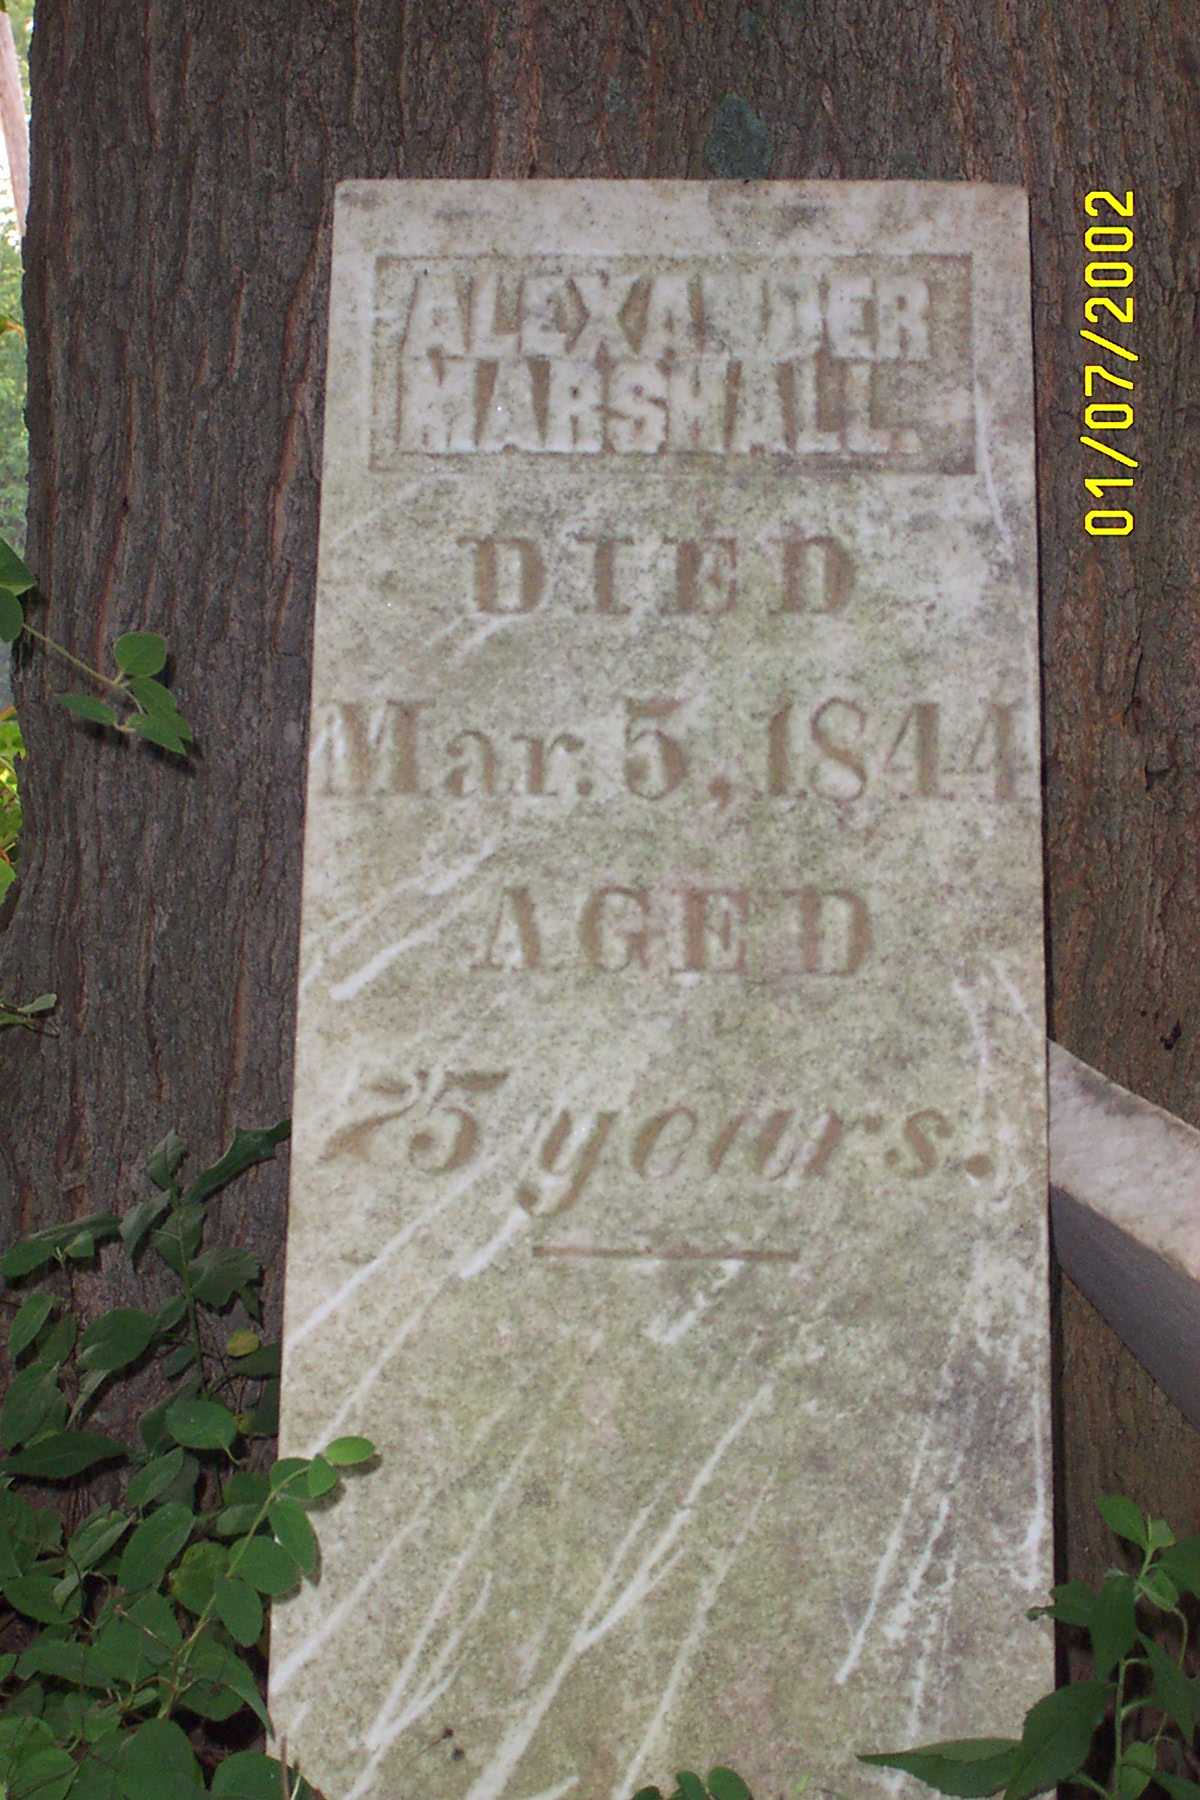 ALEXANDER
MARSHALL.
DIED
Mar. 5, 1844
AGED
75 years.
01/07/2002